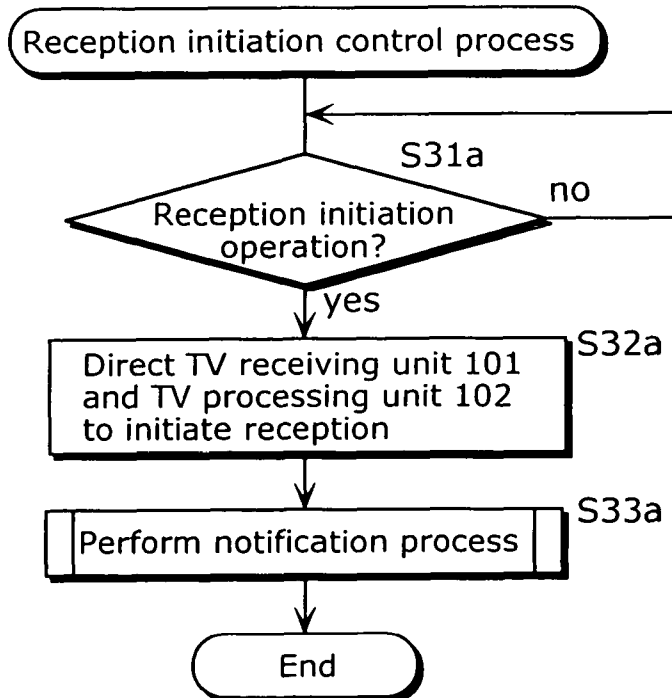 Reception initiation control process
S31a
Reception initiation
operation?
no
yes
S32a
Direct TV receiving unit 101
and TV processing unit 102
to initiate reception
S33a
Perform notification process
End